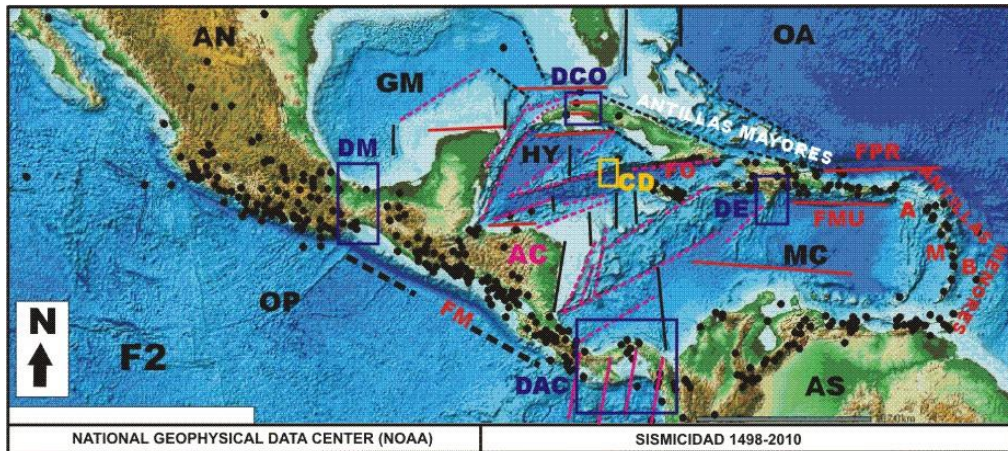 AN
OA
GM
DCO
ANTILLAS MAYORES
DM
HY
FO
FPR
CD
ANTILLAS MENORES
DE
A
FMU
AC
M
MC
B
OP
FM
N
F2
DAC
AS
NATIONAL GEOPHYSICAL DATA CENTER (NOAA)
SISMICIDAD 1498-2010